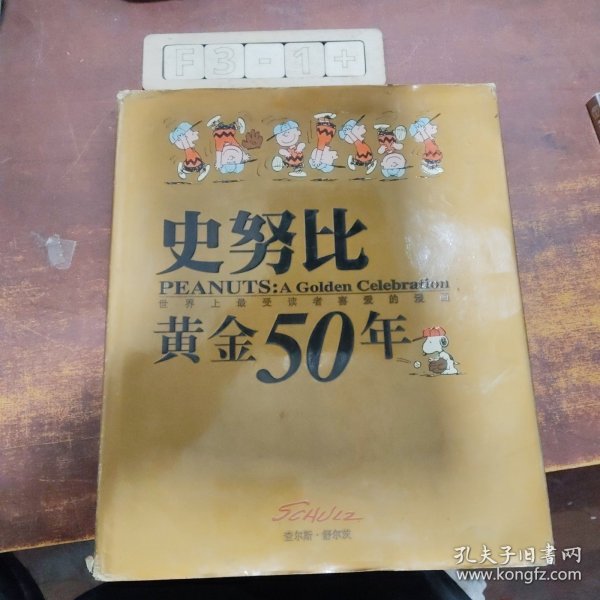 F3-1+
史努比
PEANUTS: A Golden Celebration
世界上最受读者喜爱的漫画
黄金50年
SCHULZ
查尔斯·舒尔茨
孔夫子旧书网
www.kongfz.com